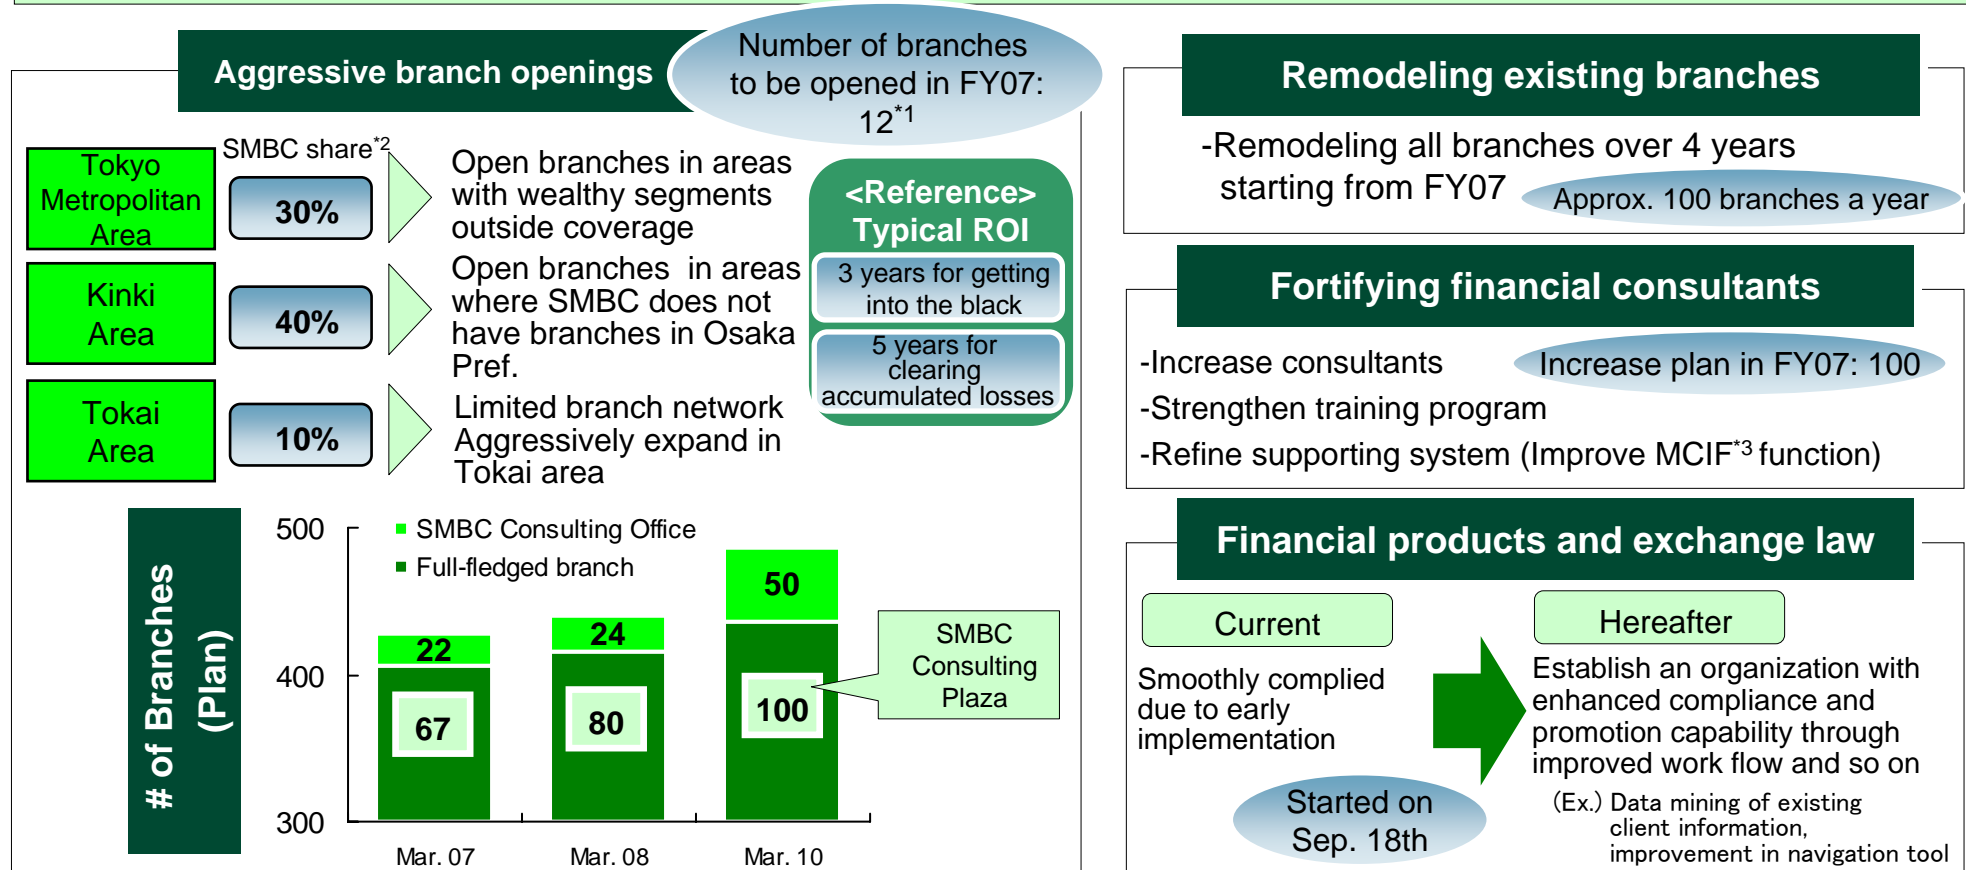 Aggressive branch openings
Number of branches
to be opened in FY07:
12*1
SMBC share*2
Tokyo
Metropolitan
Area
30%
Open branches in areas
with wealthy segments
outside coverage
Kinki
Area
40%
Open branches in areas
where SMBC does not
have branches in Osaka
Pref.
Tokai
Area
10%
Limited branch network
Aggressively expand in
Tokai area
<Reference>
Typical ROI
3 years for getting
into the black
5 years for
clearing
accumulated losses
# of Branches
(Plan)
500
400
300
SMBC Consulting Office
Full-fledged branch
22
67
24
80
50
100
SMBC
Consulting
Plaza
Mar. 07
Mar. 08
Mar. 10
Remodeling existing branches
-Remodeling all branches over 4 years
starting from FY07
Approx. 100 branches a year
Fortifying financial consultants
-Increase consultants
Increase plan in FY07: 100
-Strengthen training program
-Refine supporting system (Improve MCIF*3 function)
Financial products and exchange law
Current
Smoothly complied
due to early
implementation
Started on
Sep. 18th
Hereafter
Establish an organization with
enhanced compliance and
promotion capability through
improved work flow and so on
(Ex.) Data mining of existing
client information,
improvement in navigation tool